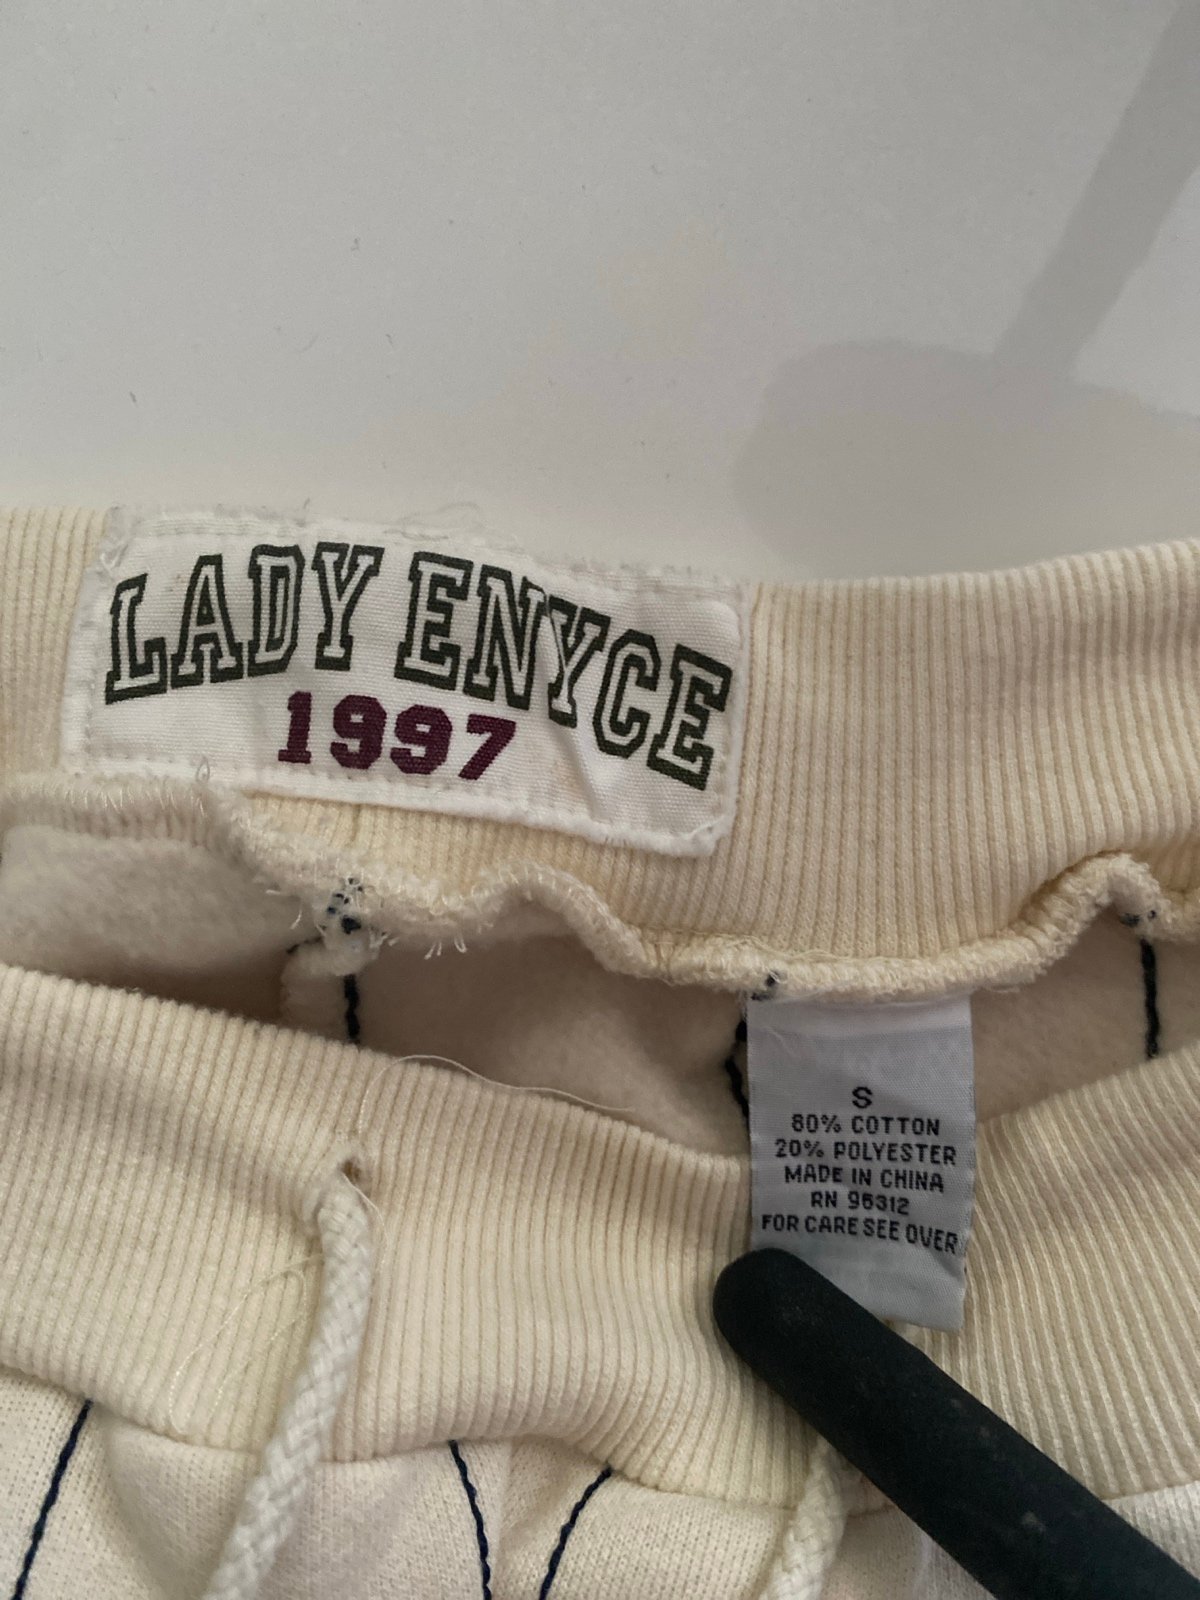 LADY ENYCE
1997
S
80% COTTON
20% POLYESTER
MADE IN CHINA
RN 96312
FOR CARE SEE OVER